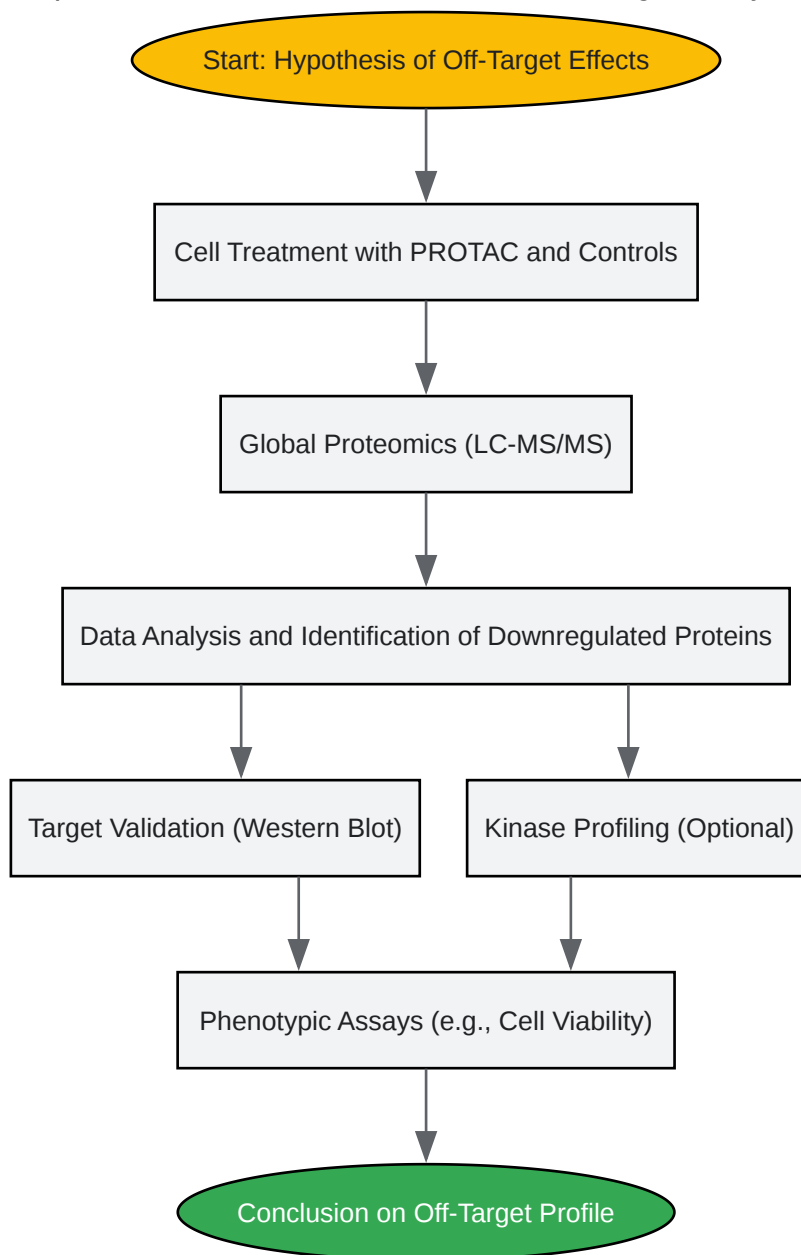 Start: Hypothesis of Off-Target Effects
Cell Treatment with PROTAC and Controls
Global Proteomics (LC-MS/MS)
Data Analysis and Identification of Downregulated Proteins
Target Validation (Western Blot)
Kinase Profiling (Optional)
Phenotypic Assays (e.g., Cell Viability)
Conclusion on Off-Target Profile